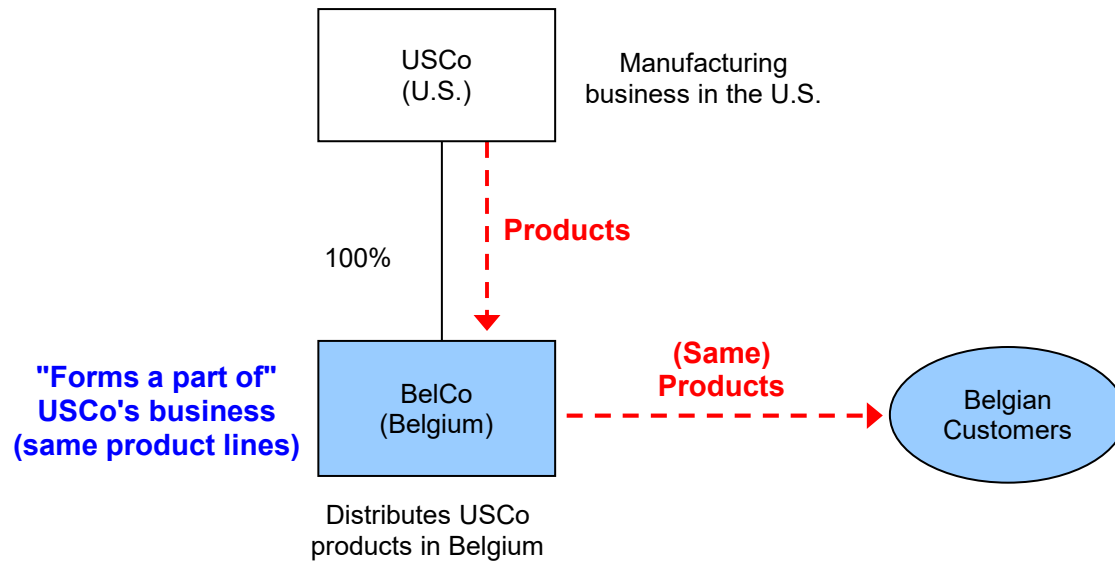 USCo
(U.S.)
Manufacturing
business in the U.S.
Products
100%
"Forms a part of"
USCo's business
(same product lines)
BelCo
(Belgium)
(Same)
Products
Belgian
Customers
Distributes USCo
products in Belgium